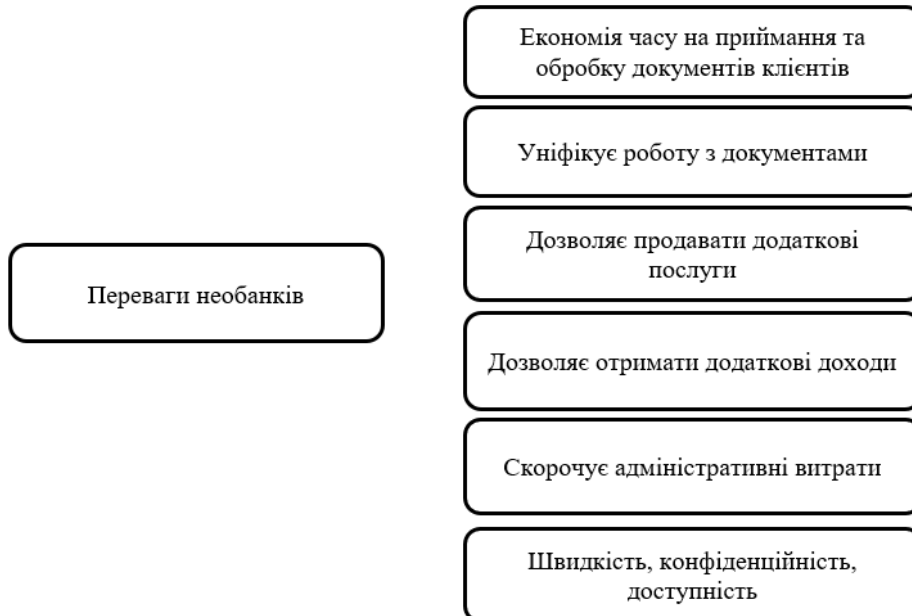 Переваги необанків
Економія часу на приймання та
обробку документів клієнтів
Уніфікує роботу з документами
Дозволяє продавати додаткові
послуги
Дозволяє отримати додаткові доходи
Скорочує адміністративні витрати
Швидкість, конфіденційність,
доступність